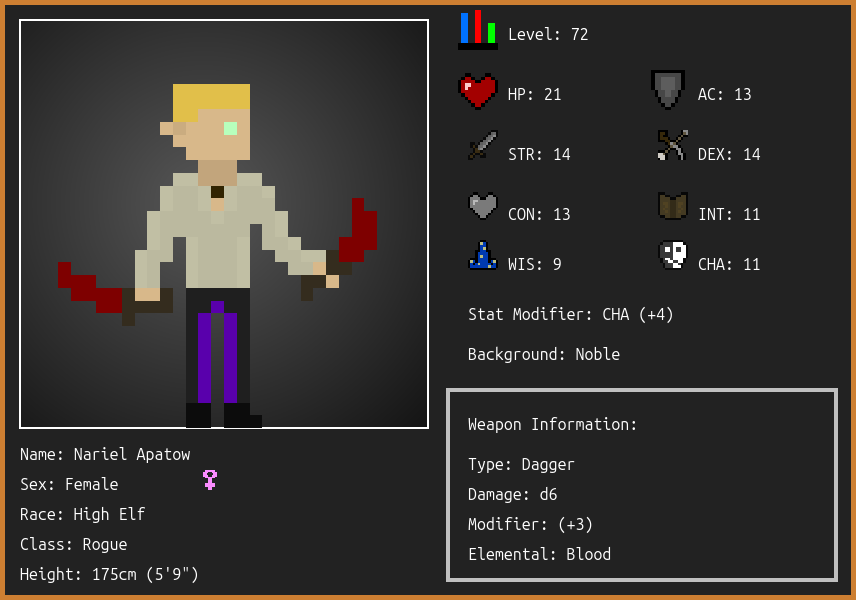 Level: 72
HP: 21
AC: 13
STR: 14
DEX: 14
CON: 13
INT: 11
WIS: 9
CHA: 11
Stat Modifier: CHA (+4)
Background: Noble
Weapon Information:
Type: Dagger
Damage: d6
Modifier: (+3)
Elemental: Blood
Name: Nariel Apatow
Sex: Female
Race: High Elf
Class: Rogue
Height: 175cm (5'9")